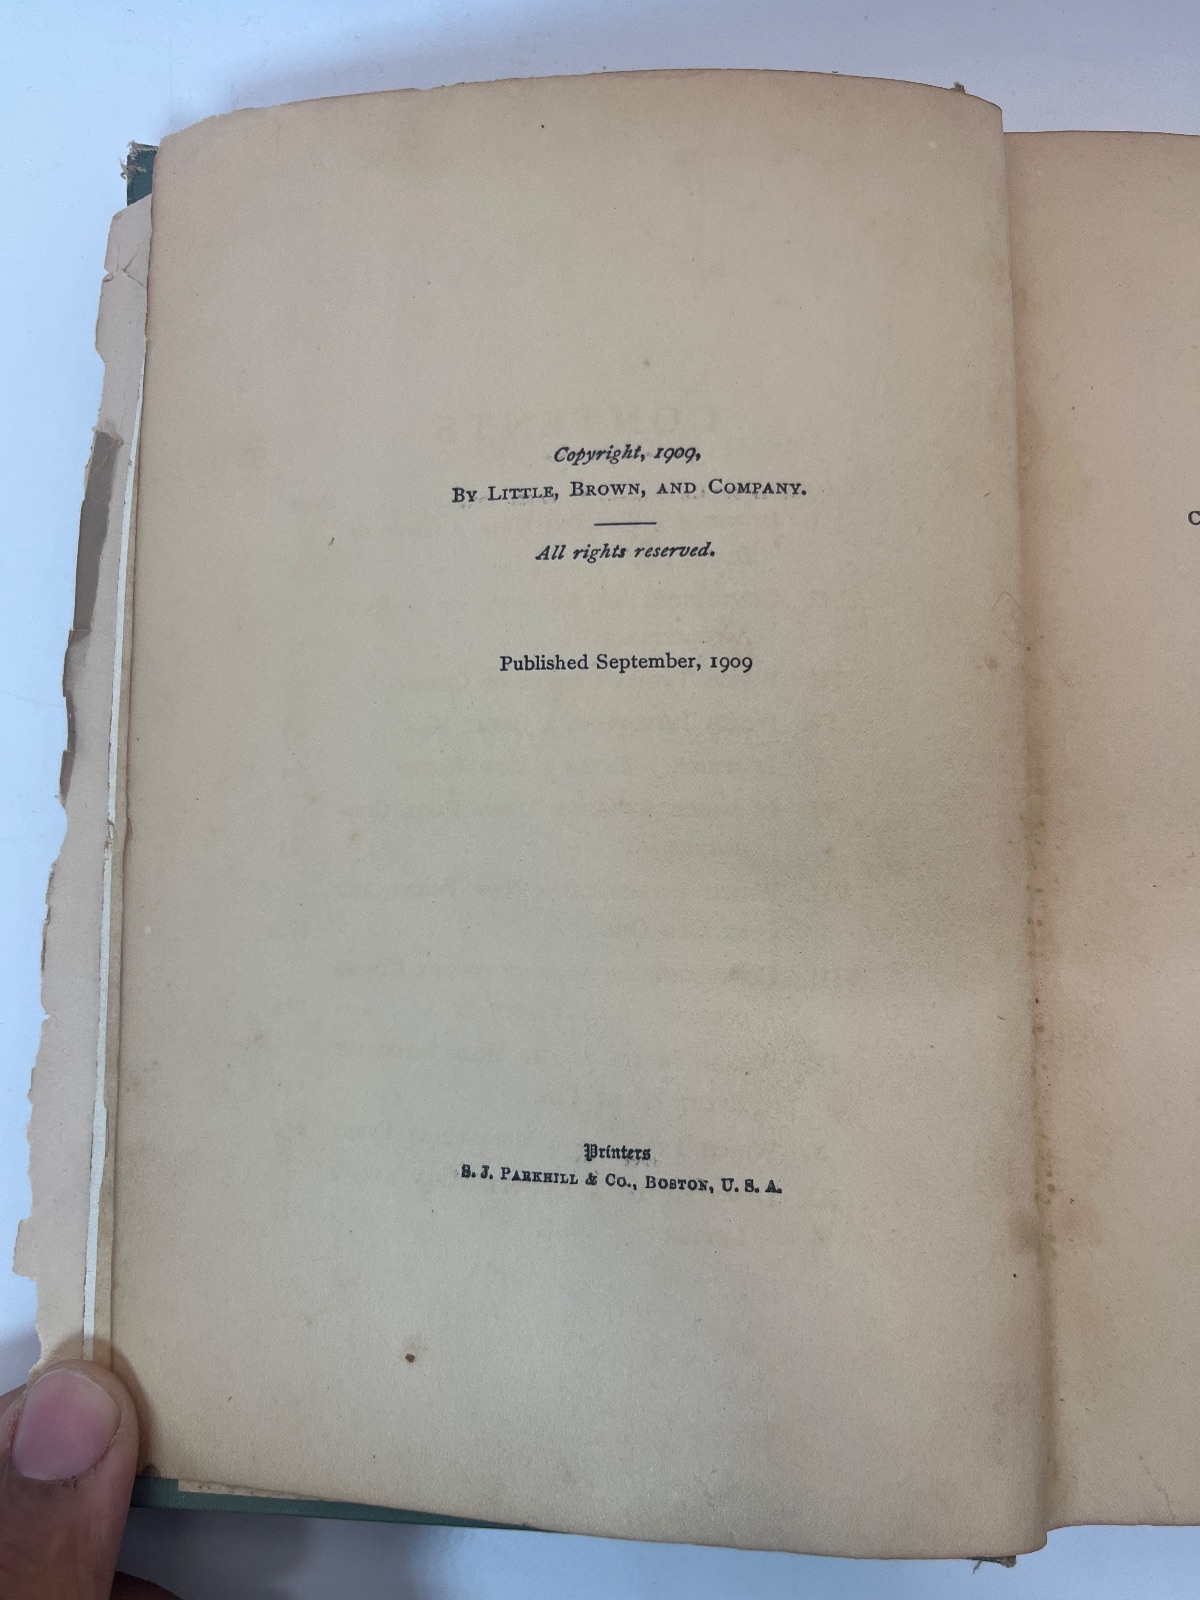 Copyright, 1909,
By Little, Brown, and Company.
All rights reserved.
Published September, 1909
Printers
S. J. Parkhill & Co., Boston, U. S. A.